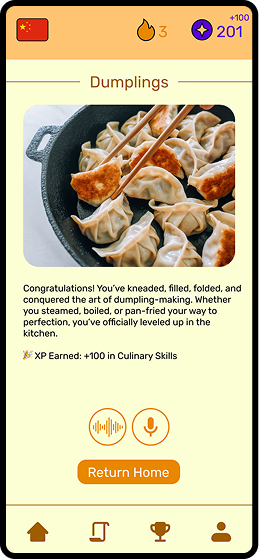 +100
3
201
Dumplings
Congratulations! You've kneaded, filled, folded, and
conquered the art of dumpling-making. Whether
you steamed, boiled, or pan-fried your way to
perfection, you've officially leveled up in the
kitchen.
🎉 XP Earned: +100 in Culinary Skills
Return Home